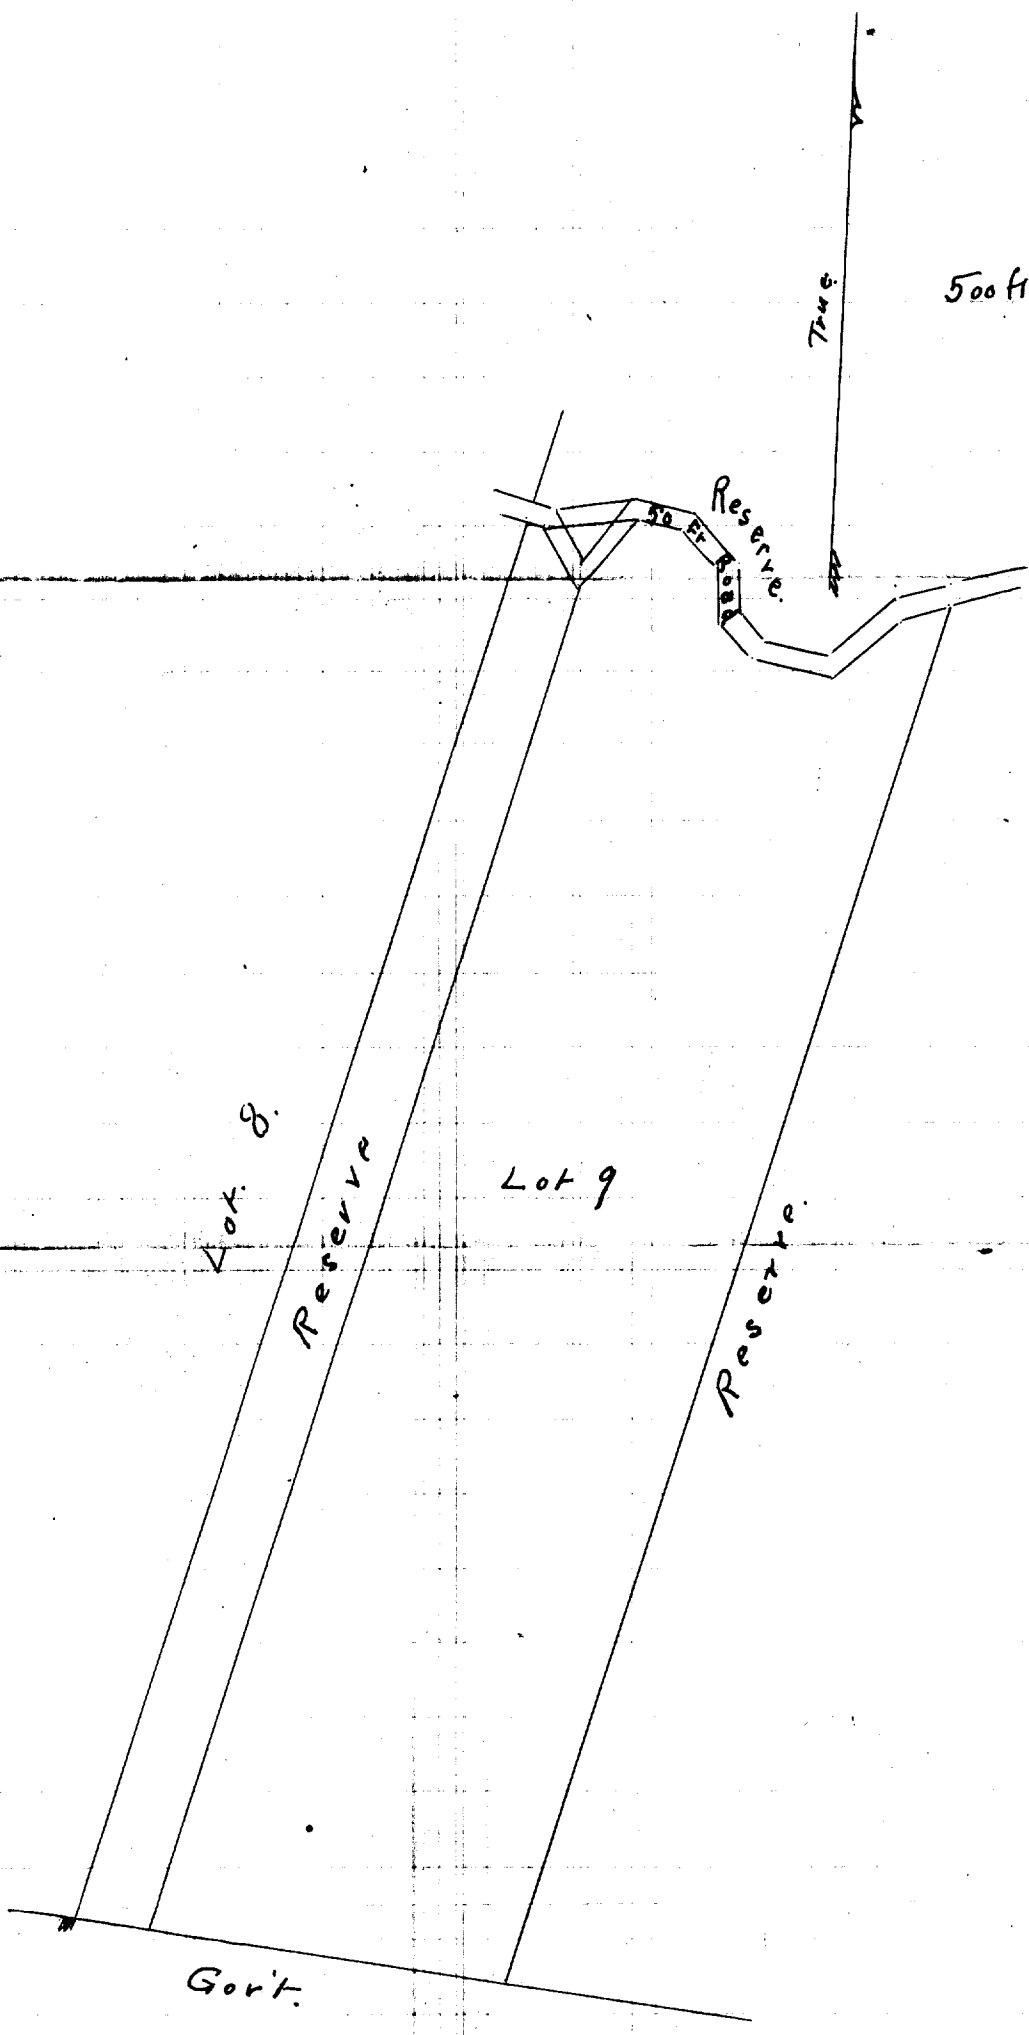 500 ft
True
Reserve.
50 Ft Road
Lot. 8.
Reserve
Lot 9
Reserve.
Gov't.